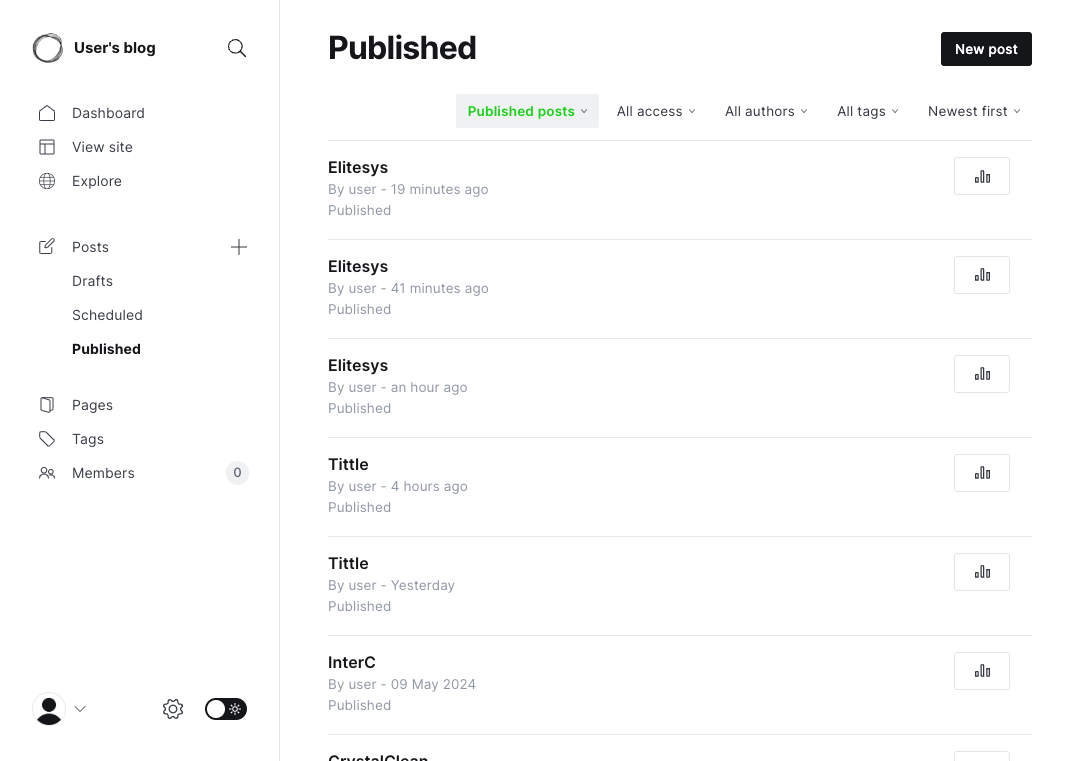 User's blog
Dashboard
View site
Explore
Posts
Drafts
Scheduled
Published
Pages
Tags
Members
0
Published
New post
Published posts
All access
All authors
All tags
Newest first
Elitesys
By user - 19 minutes ago
Published
Elitesys
By user - 41 minutes ago
Published
Elitesys
By user - an hour ago
Published
Tittle
By user - 4 hours ago
Published
Tittle
By user - Yesterday
Published
InterC
By user - 09 May 2024
Published
CrystalClean